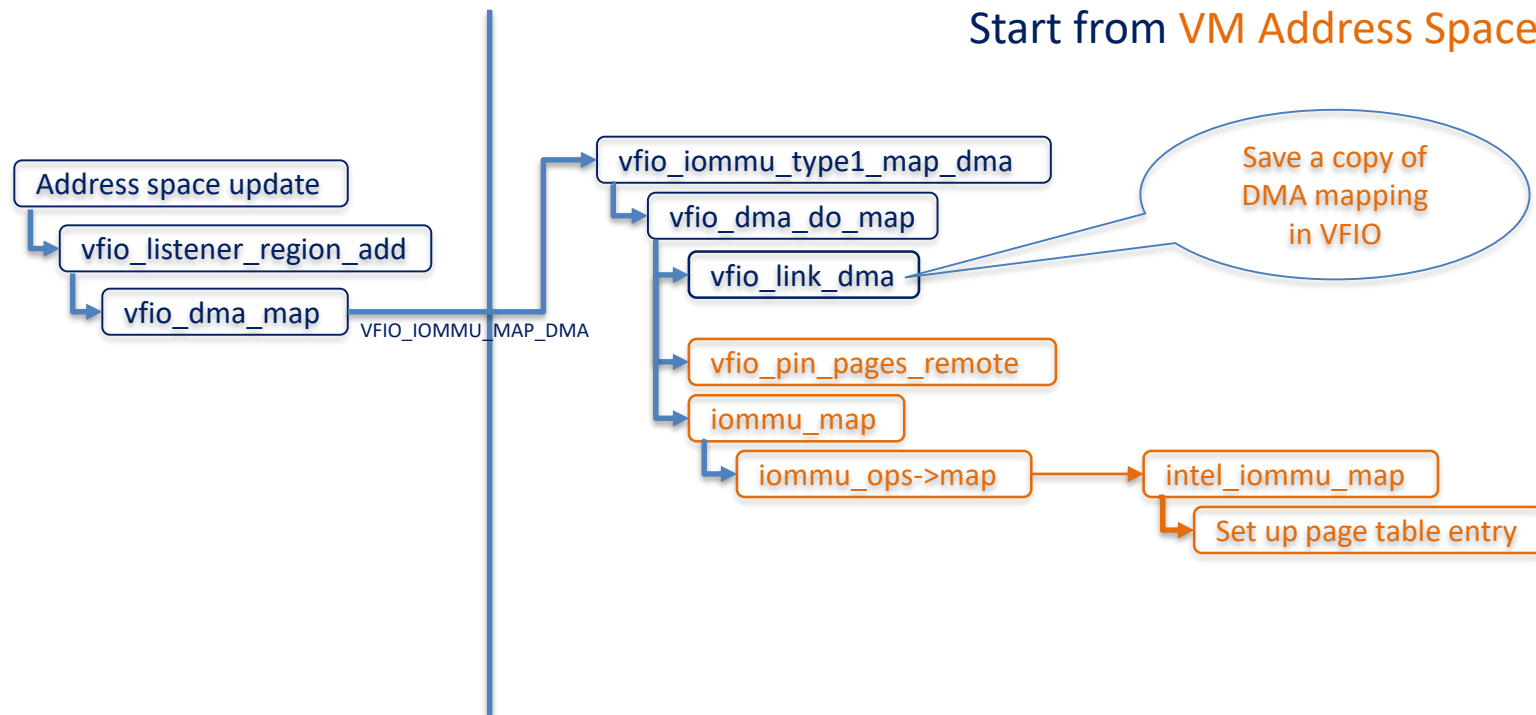 Start from VM Address Space
Address space update
vfio_listener_region_add
vfio_dma_map
VFIO_IOMMU_MAP_DMA
vfio_iommu_type1_map_dma
vfio_dma_do_map
vfio_link_dma
Save a copy of
DMA mapping
in VFIO
vfio_pin_pages_remote
iommu_map
iommu_ops->map
intel_iommu_map
Set up page table entry